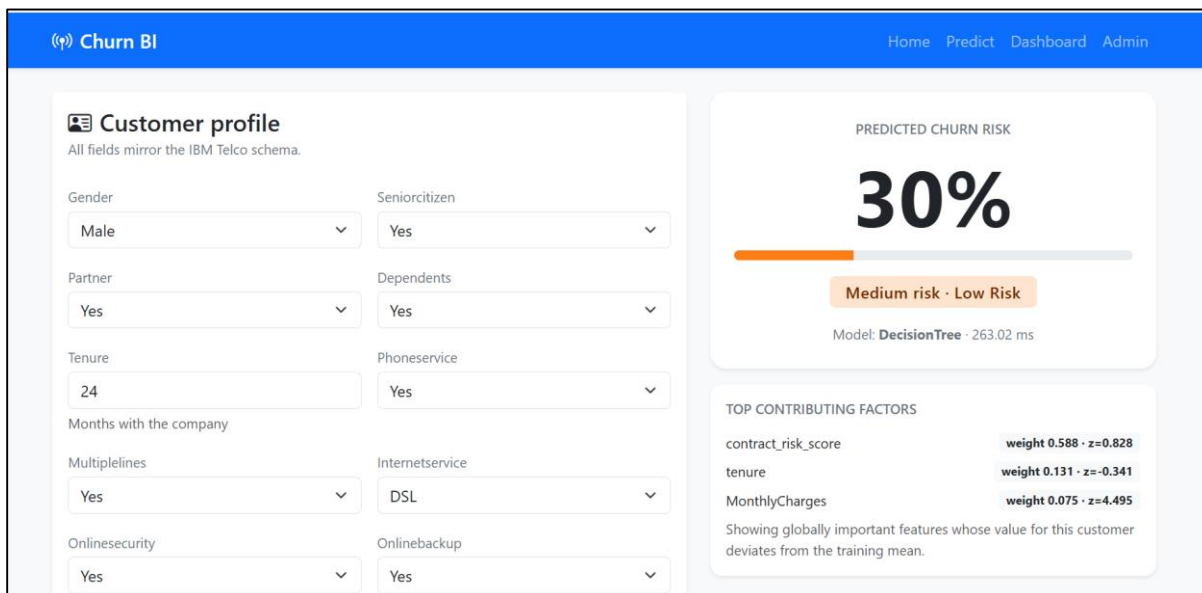 Churn BI
Home Predict Dashboard Admin
Customer profile
All fields mirror the IBM Telco schema.
Gender
Male
Seniorcitizen
Yes
Partner
Yes
Dependents
Yes
Tenure
24
Months with the company
Phoneservice
Yes
Multiplelines
Yes
Internetservice
DSL
Onlinesecurity
Yes
Onlinebackup
Yes
PREDICTED CHURN RISK
30%
Medium risk · Low Risk
Model: DecisionTree · 263.02 ms
TOP CONTRIBUTING FACTORS
contract_risk_score weight 0.588 · z=0.828
tenure weight 0.131 · z=-0.341
MonthlyCharges weight 0.075 · z=4.495
Showing globally important features whose value for this customer
deviates from the training mean.